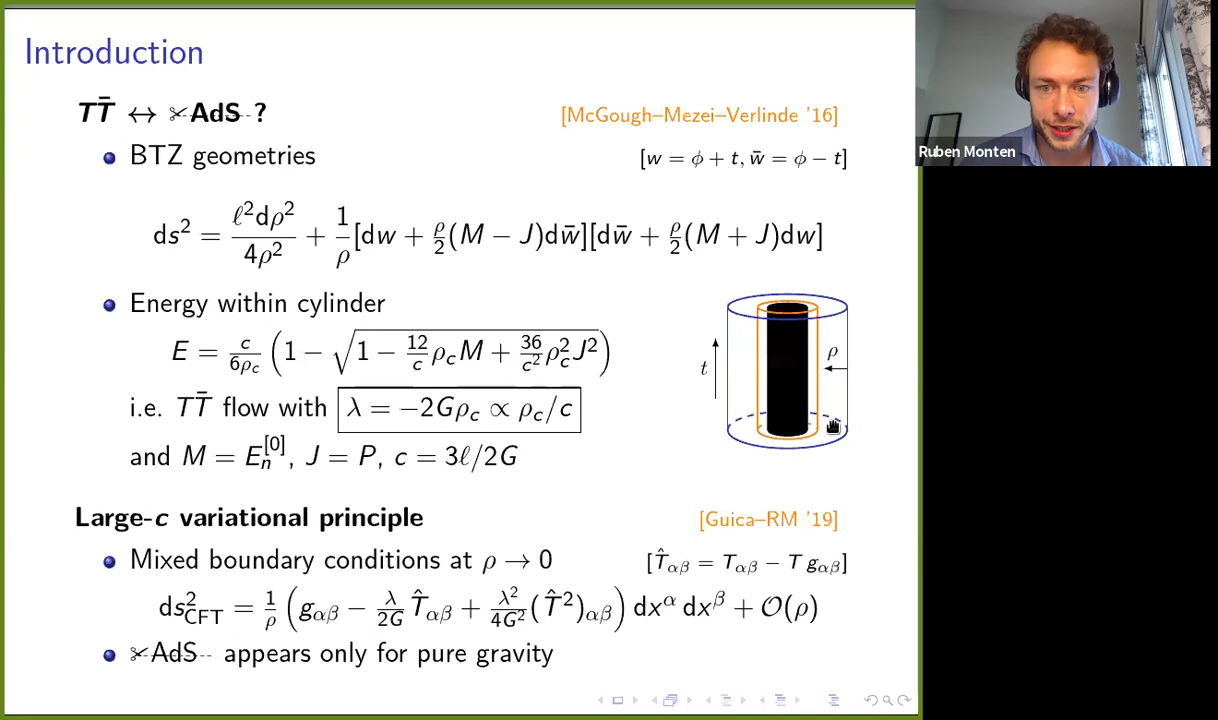 Introduction
TT̄ ↔ ✂AdS ? [McGough–Mezei–Verlinde '16]
BTZ geometries [w = ϕ + t, w̄ = ϕ − t]
ds² = ℓ²dρ²/4ρ² + 1/ρ [dw + ρ/2(M − J)dw̄][dw̄ + ρ/2(M + J)dw]
Energy within cylinder
E = c/6ρ_c (1 − √(1 − 12/c ρ_c M + 36/c² ρ_c² J²))
i.e. TT̄ flow with λ = −2Gρ_c ∝ ρ_c/c
and M = E_n^[0], J = P, c = 3ℓ/2G
t
ρ
Large-c variational principle [Guica–RM '19]
Mixed boundary conditions at ρ → 0 [T̂_αβ = T_αβ − T g_αβ]
ds²_CFT = 1/ρ (g_αβ − λ/2G T̂_αβ + λ²/4G² (T̂²)_αβ) dx^α dx^β + O(ρ)
✂AdS appears only for pure gravity
Ruben Monten